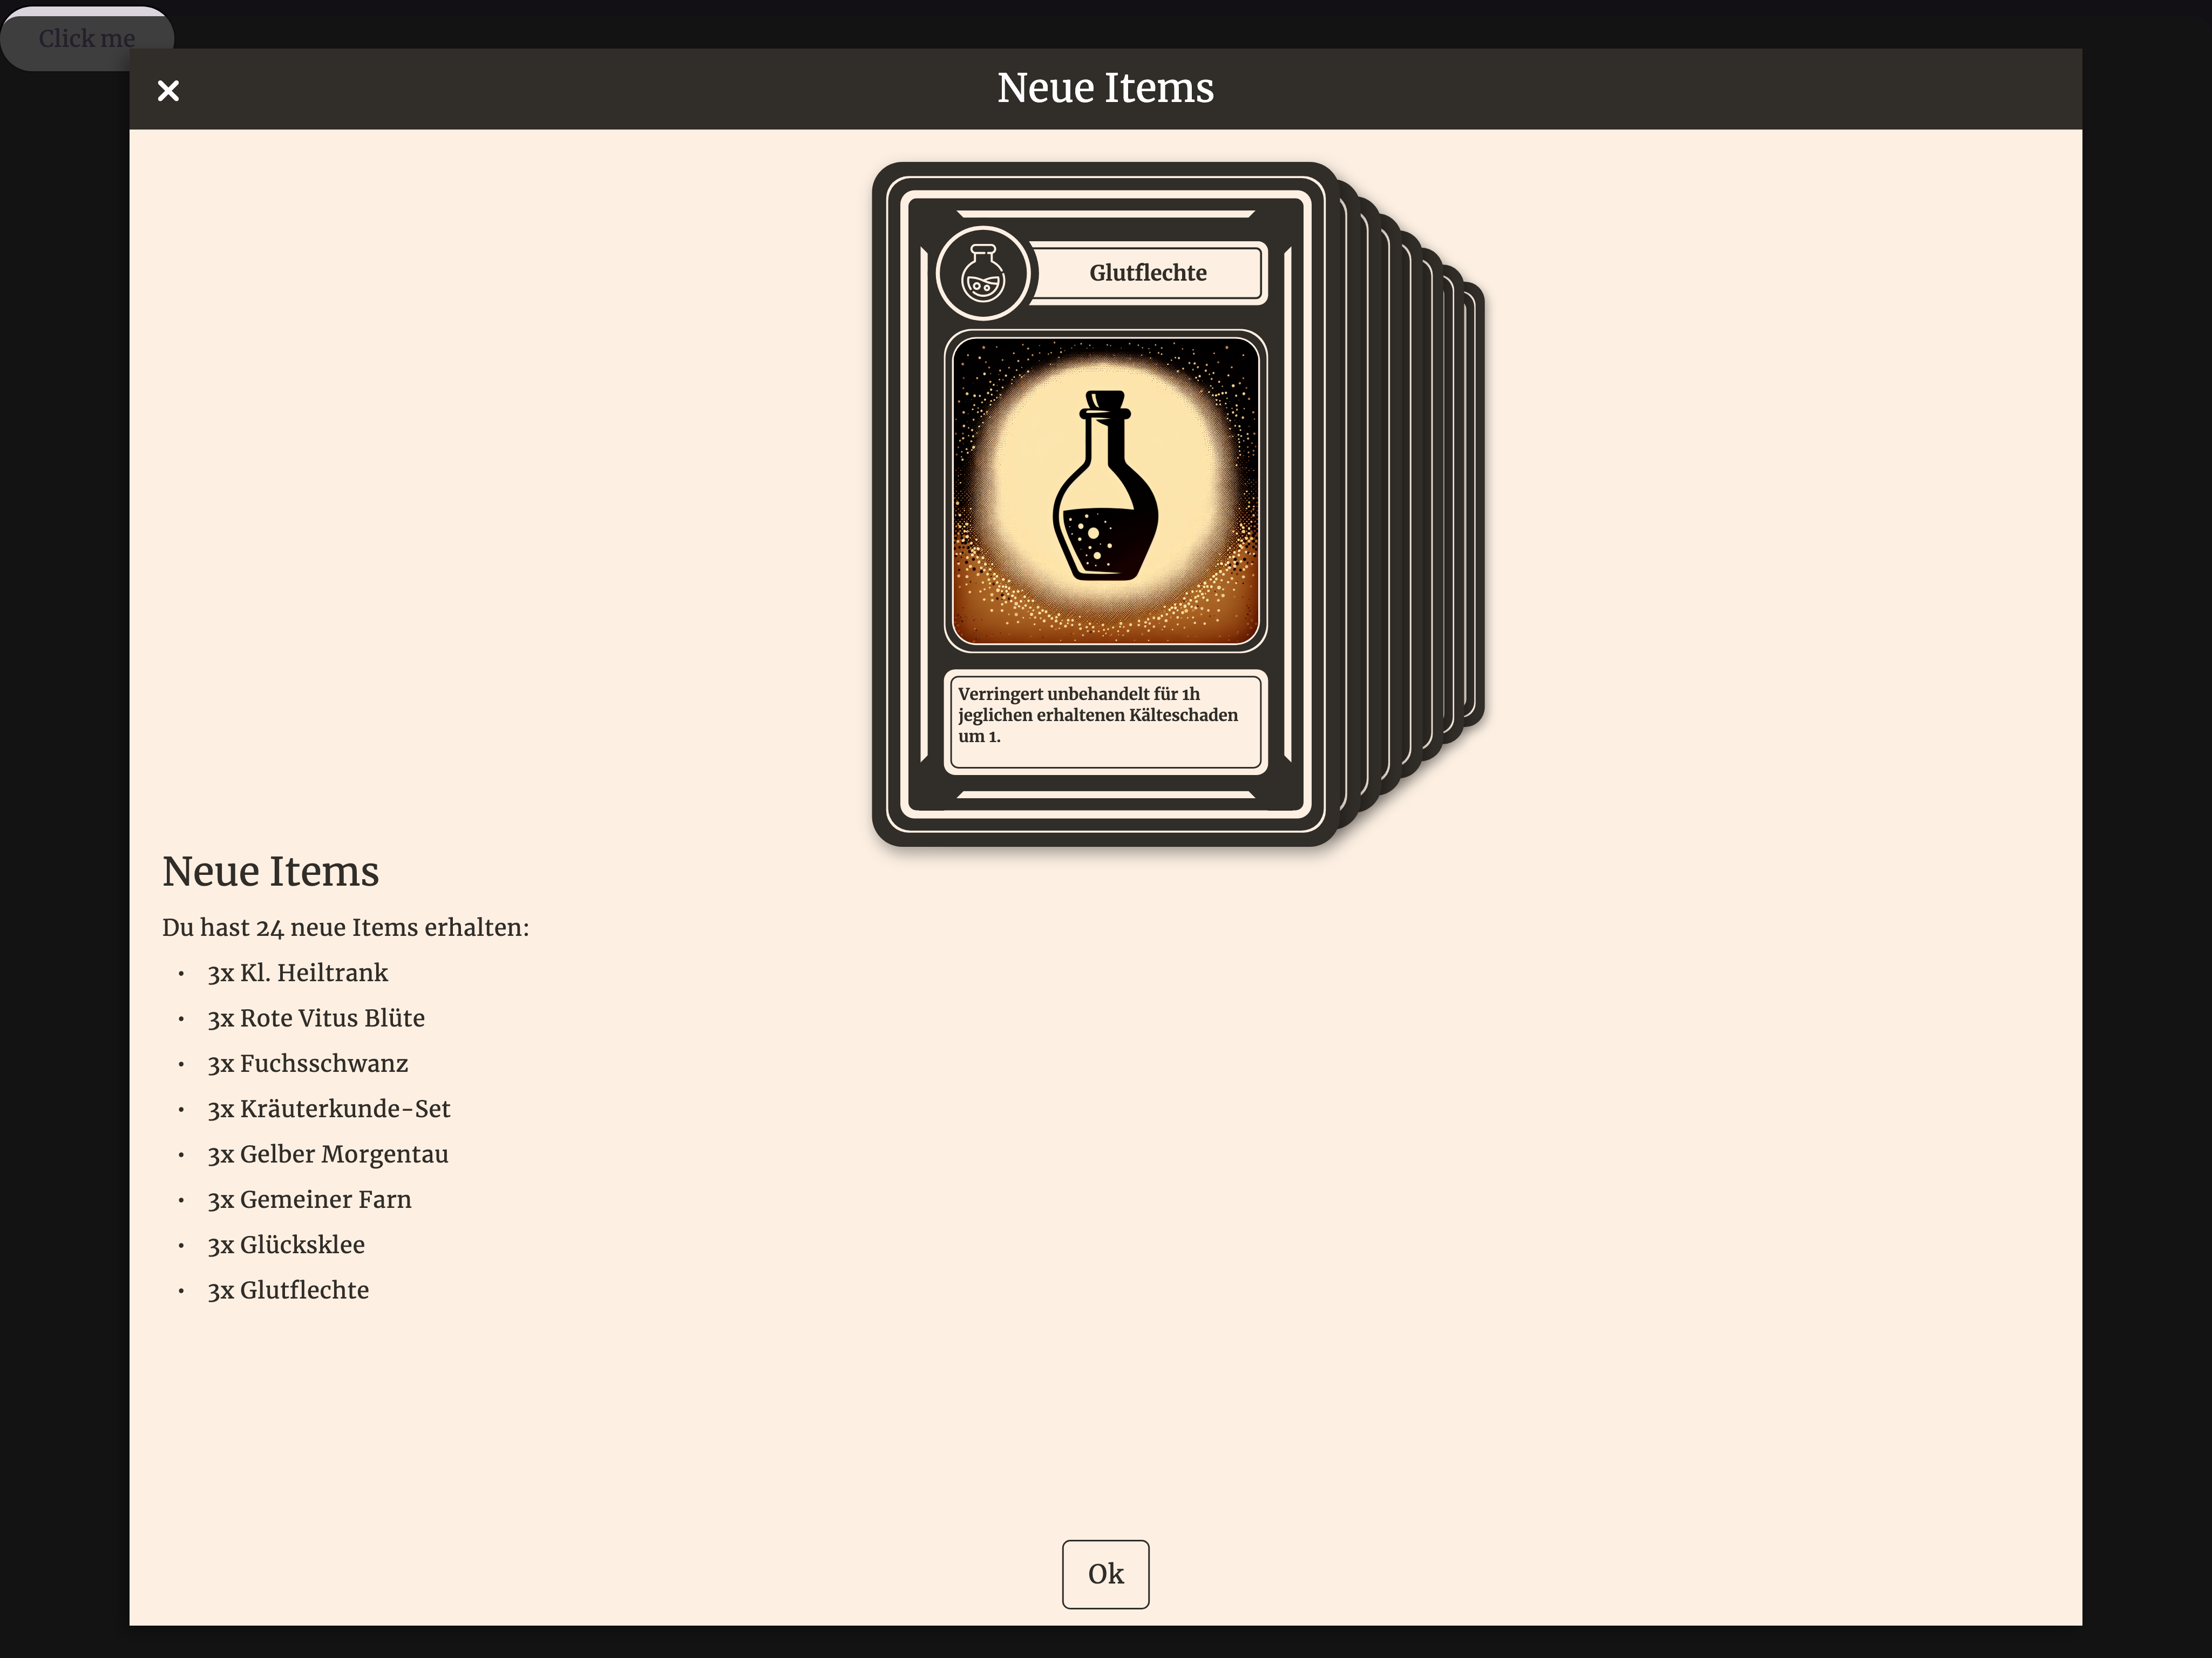 Click me
Neue Items
Glutflechte
Verringert unbehandelt für 1h
jeglichen erhaltenen Kälteschaden
um 1.
Neue Items
Du hast 24 neue Items erhalten:
• 3x Kl. Heiltrank
• 3x Rote Vitus Blüte
• 3x Fuchsschwanz
• 3x Kräuterkunde-Set
• 3x Gelber Morgentau
• 3x Gemeiner Farn
• 3x Glücksklee
• 3x Glutflechte
Ok